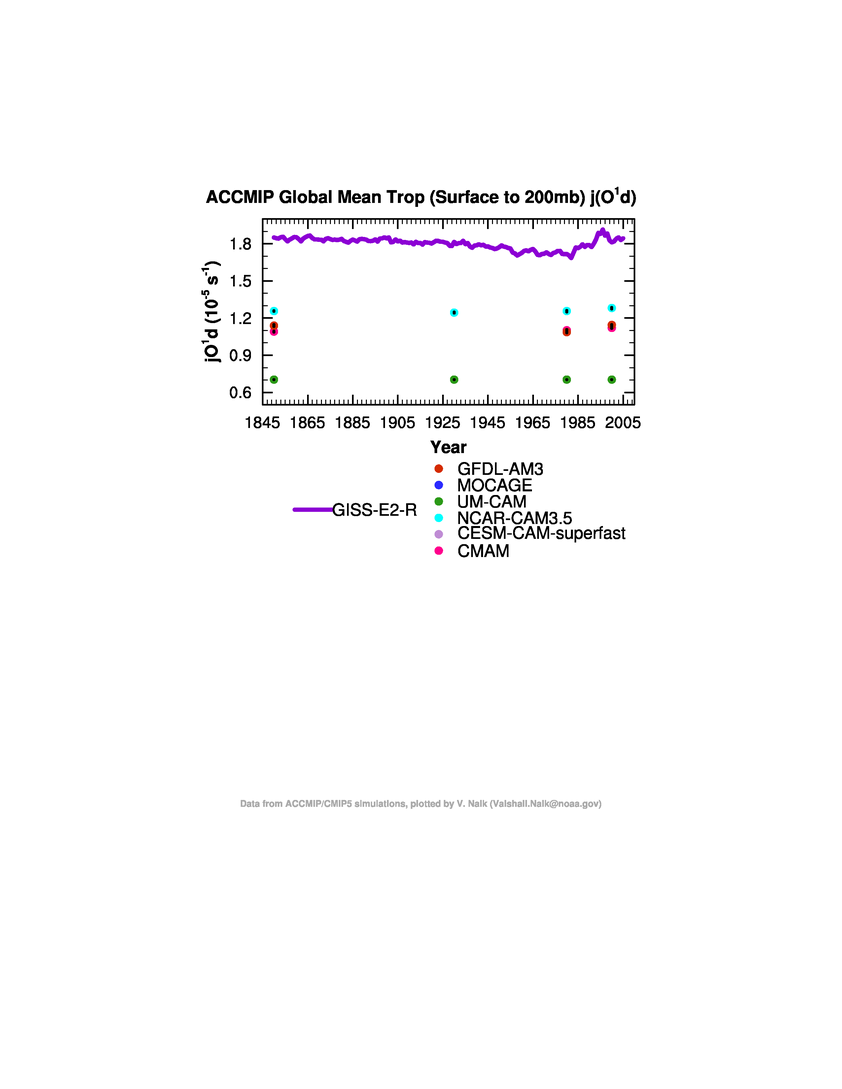 ACCMIP Global Mean Trop (Surface to 200mb) j(O¹d)
jO¹d (10⁻⁵ s⁻¹)
1.8
1.5
1.2
0.9
0.6
1845 1865 1885 1905 1925 1945 1965 1985 2005
Year
GISS-E2-R
GFDL-AM3
MOCAGE
UM-CAM
NCAR-CAM3.5
CESM-CAM-superfast
CMAM
Data from ACCMIP/CMIP5 simulations, plotted by V. Naik (Vaishali.Naik@noaa.gov)